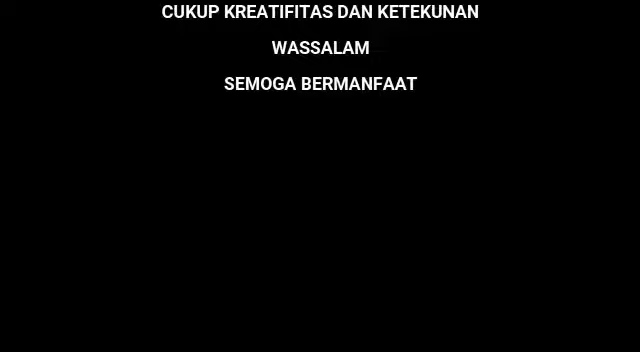 CUKUP KREATIFITAS DAN KETEKUNAN
WASSALAM
SEMOGA BERMANFAAT